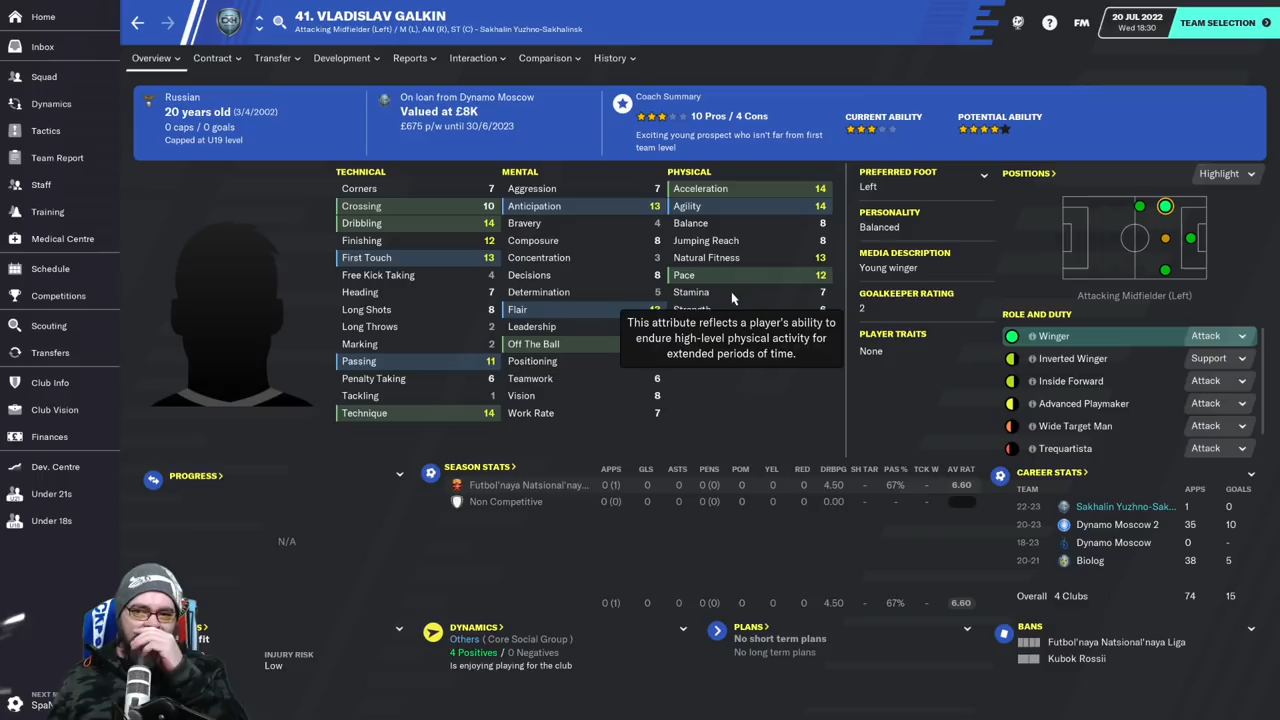 Home
Inbox
Squad
Dynamics
Tactics
Team Report
Staff
Training
Medical Centre
Schedule
Competitions
Scouting
Transfers
Club Info
Club Vision
Finances
Dev. Centre
Under 21s
Under 18s
NEXT M
41. VLADISLAV GALKIN
Attacking Midfielder (Left) / M (L), AM (R), ST (C) - Sakhalin Yuzhno-Sakhalinsk
FM
20 JUL 2022
Wed 18:30
TEAM SELECTION
Overview
Contract
Transfer
Development
Reports
Interaction
Comparison
History
Russian
20 years old (3/4/2002)
0 caps / 0 goals
Capped at U19 level
On loan from Dynamo Moscow
Valued at £8K
£675 p/w until 30/6/2023
Coach Summary
10 Pros / 4 Cons
Exciting young prospect who isn't far from first
team level
CURRENT ABILITY
POTENTIAL ABILITY
TECHNICAL
Corners 7
Crossing 10
Dribbling 14
Finishing 12
First Touch 13
Free Kick Taking 4
Heading 7
Long Shots 8
Long Throws 2
Marking 2
Passing 11
Penalty Taking 6
Tackling 1
Technique 14
MENTAL
Aggression 7
Anticipation 13
Bravery 4
Composure 8
Concentration 3
Decisions 8
Determination 5
Flair
Leadership
Off The Ball
Positioning
Teamwork 6
Vision 8
Work Rate 7
PHYSICAL
Acceleration 14
Agility 14
Balance 8
Jumping Reach 8
Natural Fitness 13
Pace 12
Stamina 7
This attribute reflects a player's ability to
endure high-level physical activity for
extended periods of time.
PREFERRED FOOT
Left
PERSONALITY
Balanced
MEDIA DESCRIPTION
Young winger
GOALKEEPER RATING
2
PLAYER TRAITS
None
POSITIONS
Highlight
Attacking Midfielder (Left)
ROLE AND DUTY
Winger Attack
Inverted Winger Support
Inside Forward Attack
Advanced Playmaker Attack
Wide Target Man Attack
Trequartista Attack
PROGRESS
N/A
SEASON STATS APPS GLS ASTS PENS POM YEL RED DRBPG SH TAR PAS % TCK W AV RAT
Futbol'naya Natsional'nay... 0 (1) 0 0 0 (0) 0 0 0 4.50 - 67% - 6.60
Non Competitive 0 (0) 0 0 0 (0) 0 0 0 0.00 - - -
0 (1) 0 0 0 (0) 0 0 0 4.50 - 67% - 6.60
CAREER STATS
TEAM APPS GOALS
22-23 Sakhalin Yuzhno-Sak... 1 0
20-23 Dynamo Moscow 2 35 10
18-23 Dynamo Moscow 0 -
20-21 Biolog 38 5
Overall 4 Clubs 74 15
fit
INJURY RISK
Low
DYNAMICS
Others ( Core Social Group )
4 Positives / 0 Negatives
Is enjoying playing for the club
PLANS
No short term plans
No long term plans
BANS
Futbol'naya Natsional'naya Liga
Kubok Rossii